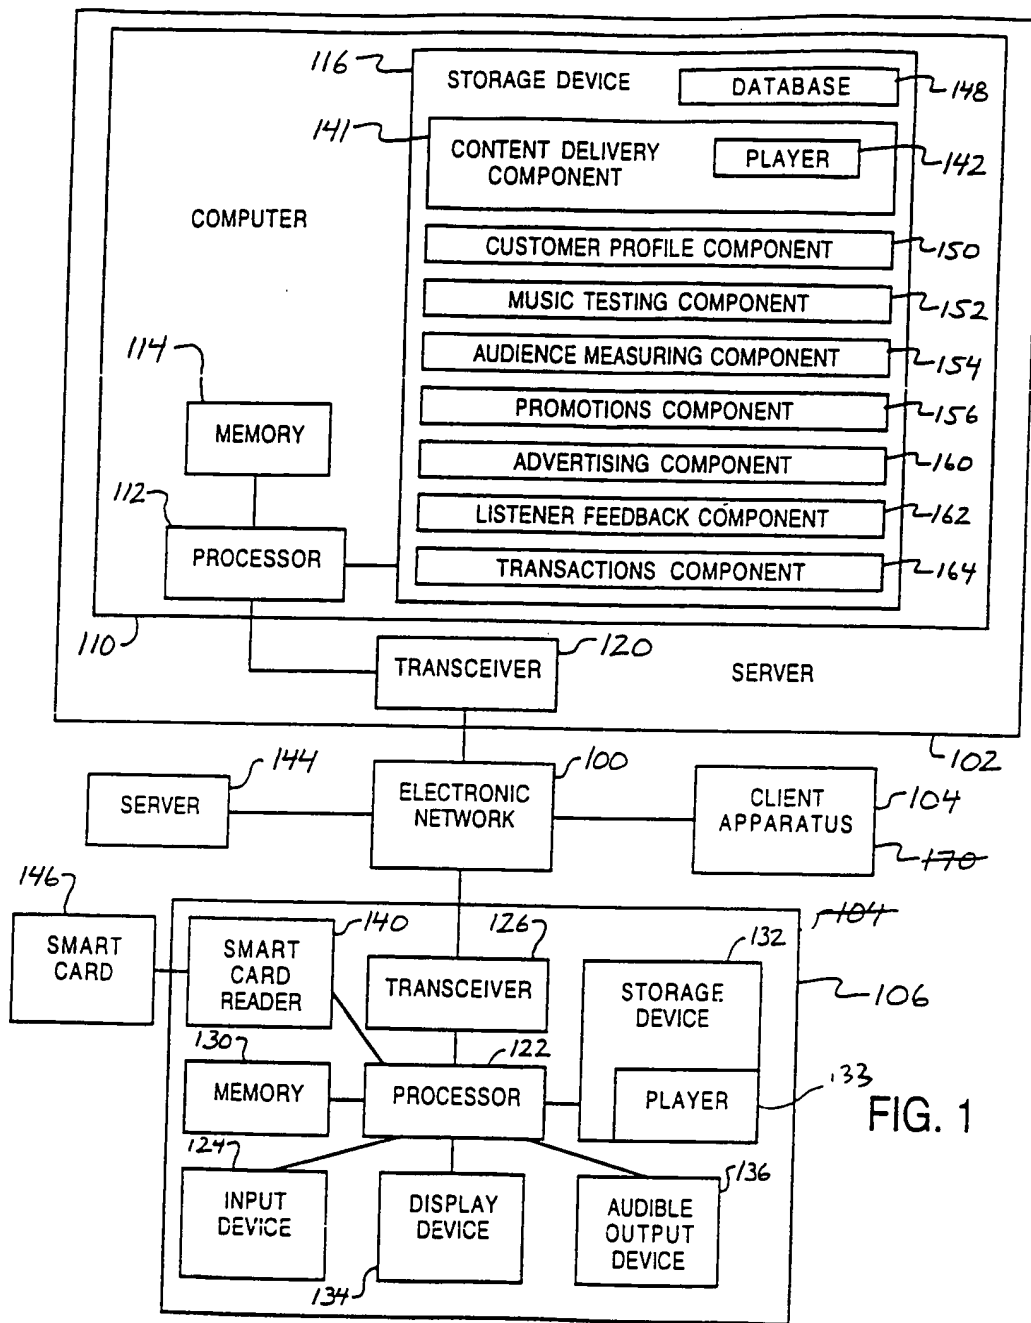 116
STORAGE DEVICE
DATABASE
148
141
CONTENT DELIVERY
COMPONENT
PLAYER
142
COMPUTER
CUSTOMER PROFILE COMPONENT
150
MUSIC TESTING COMPONENT
152
114
AUDIENCE MEASURING COMPONENT
154
MEMORY
PROMOTIONS COMPONENT
156
ADVERTISING COMPONENT
160
112
LISTENER FEEDBACK COMPONENT
162
PROCESSOR
TRANSACTIONS COMPONENT
164
110
120
TRANSCEIVER
SERVER
102
144
100
SERVER
ELECTRONIC
NETWORK
CLIENT
APPARATUS
104
170
146
SMART
CARD
140
SMART
CARD
READER
126
TRANSCEIVER
132
STORAGE
DEVICE
104
106
130
MEMORY
122
PROCESSOR
PLAYER
133
FIG. 1
124
INPUT
DEVICE
DISPLAY
DEVICE
134
136
AUDIBLE
OUTPUT
DEVICE